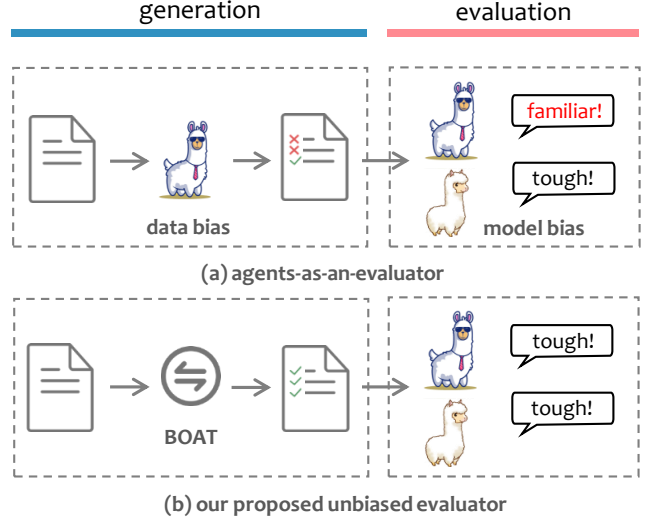 generation
evaluation
familiar!
tough!
data bias
model bias
(a) agents-as-an-evaluator
tough!
tough!
BOAT
(b) our proposed unbiased evaluator